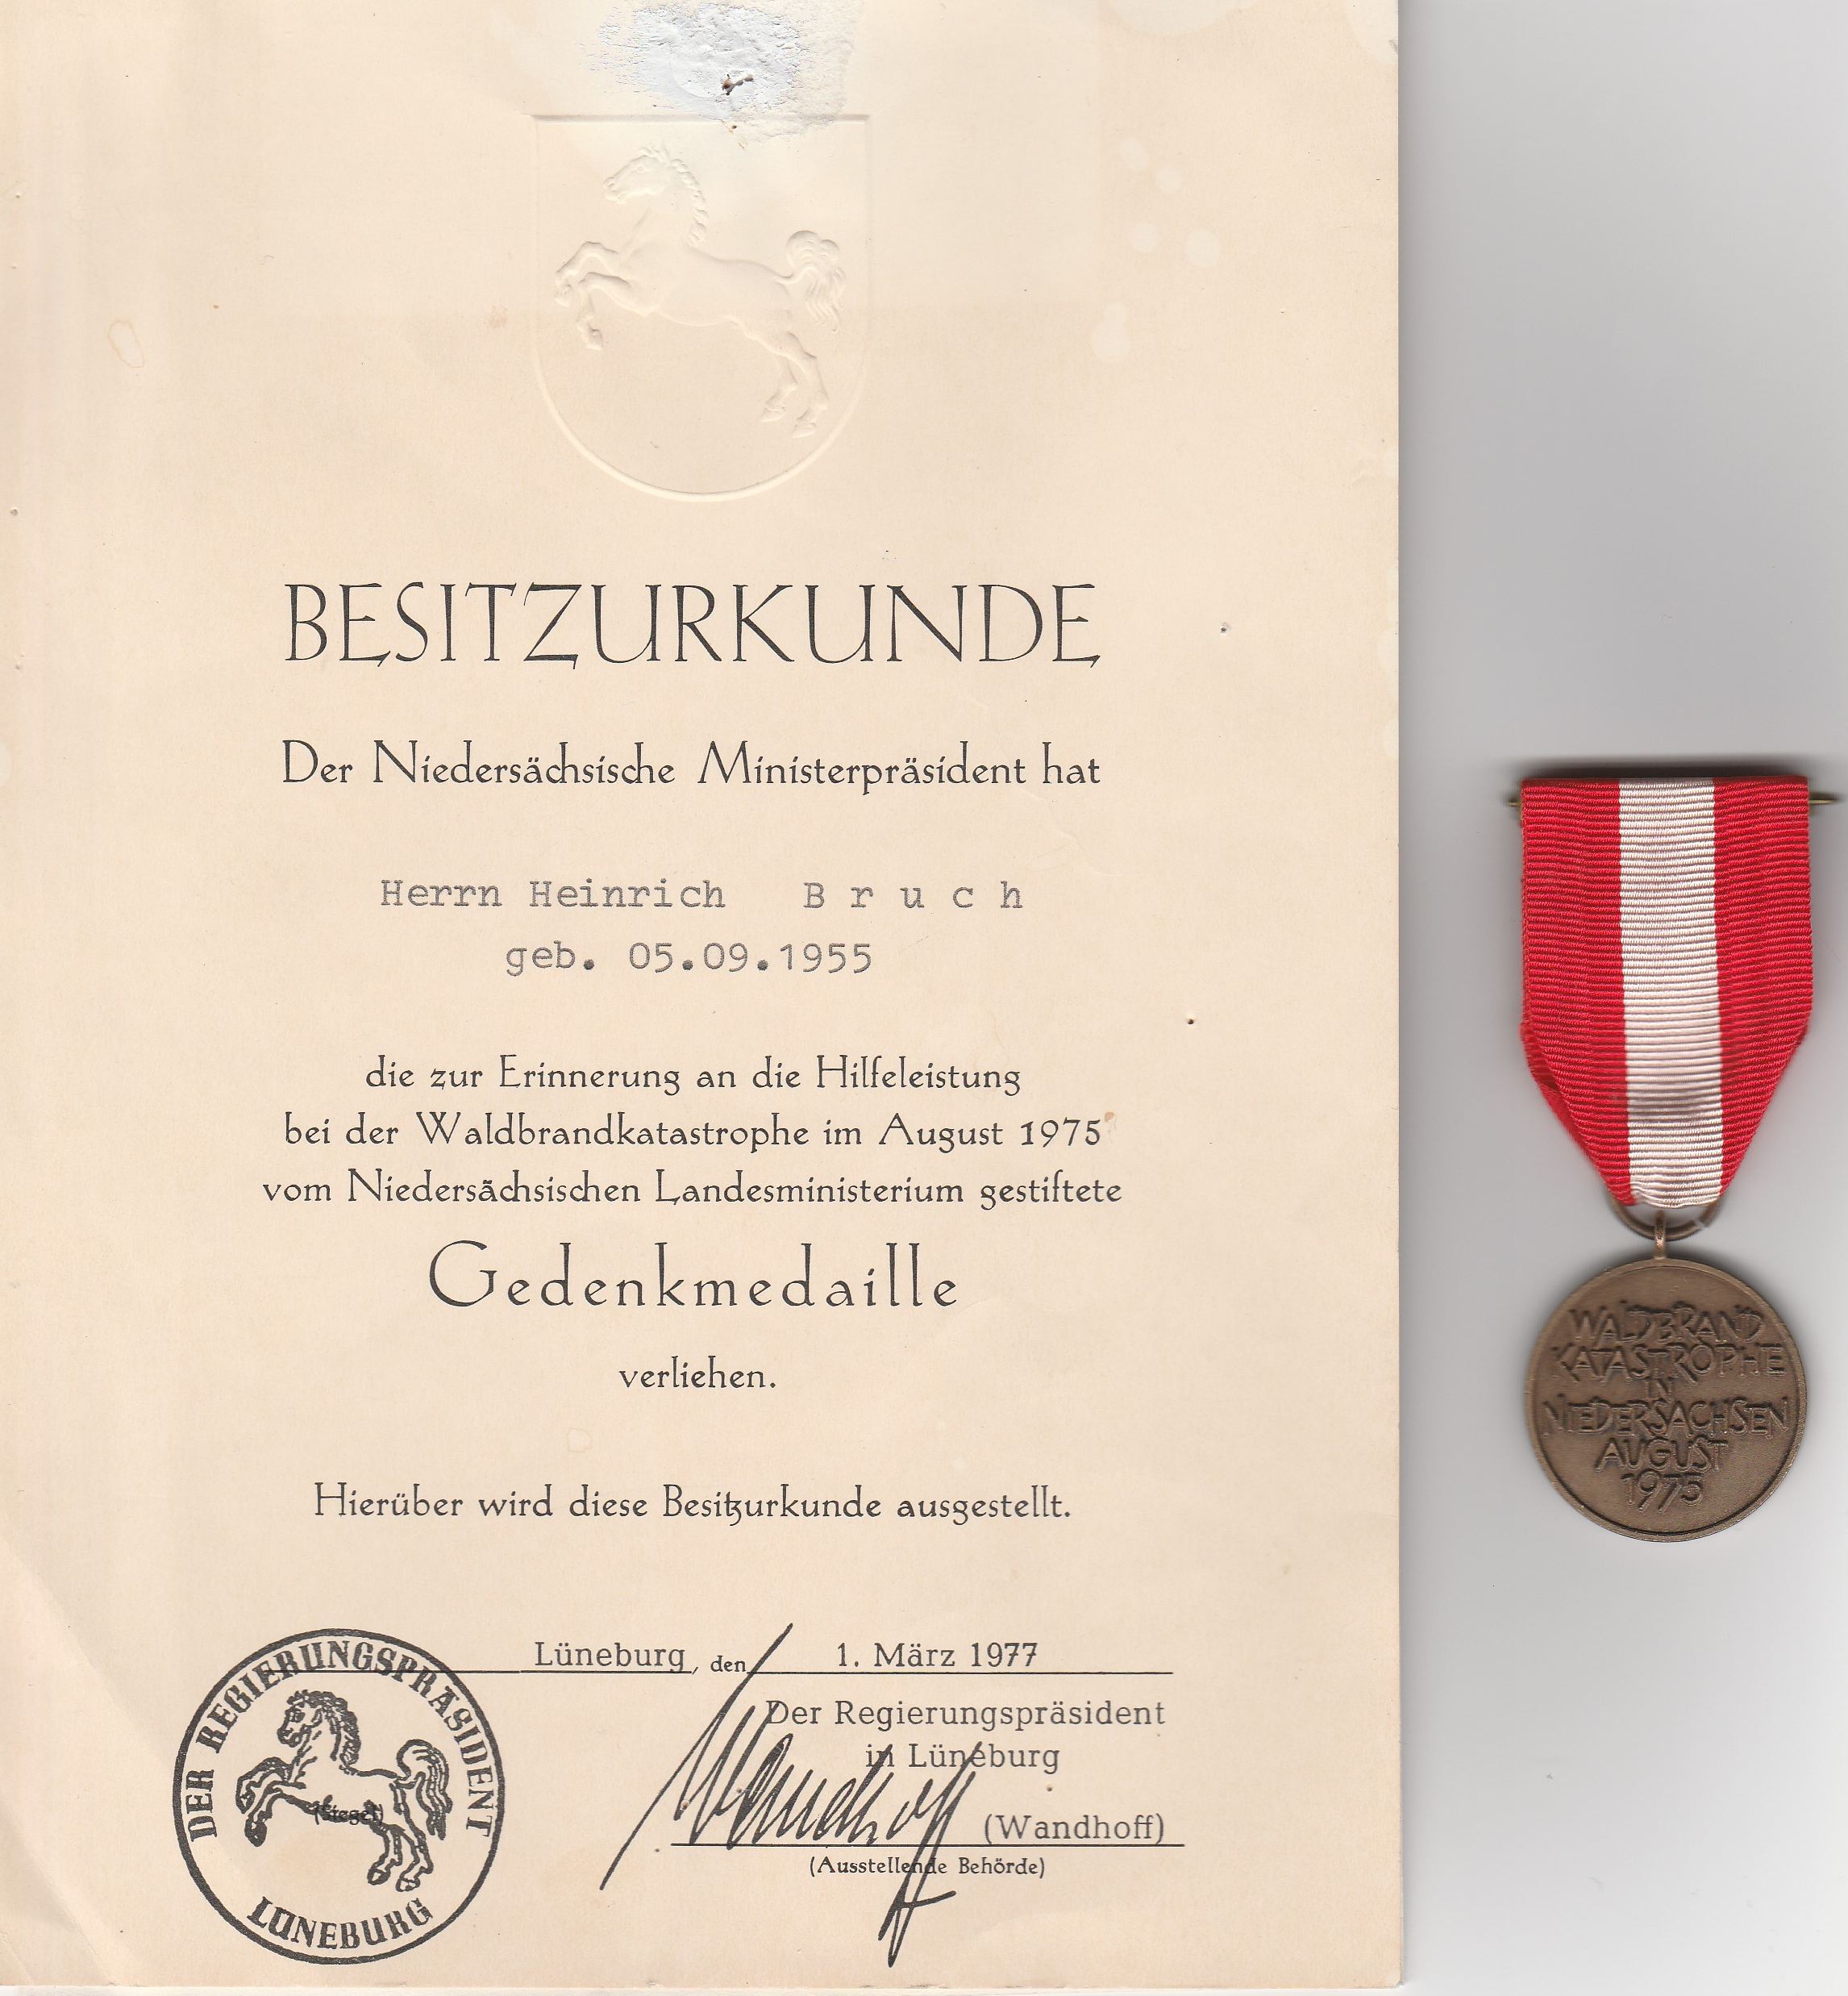 BESITZURKUNDE
Der Niedersächsische Ministerpräsident hat
Herrn Heinrich B r u c h
geb. 05.09.1955
die zur Erinnerung an die Hilfeleistung
bei der Waldbrandkatastrophe im August 1975
vom Niedersächsischen Landesministerium gestiftete
Gedenkmedaille
verliehen.
Hierüber wird diese Besitzurkunde ausgestellt.
Lüneburg, den 1. März 1977
Der Regierungspräsident
in Lüneburg
Wandhoff
(Wandhoff)
(Ausstellende Behörde)
DER REGIERUNGSPRÄSIDENT
(Siegel)
LÜNEBURG
WALDBRAND
KATASTROPHE
IN
NIEDERSACHSEN
AUGUST
1975